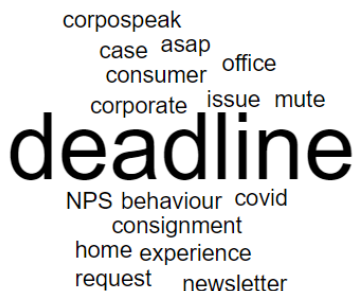 corpospeak
case asap
consumer office
corporate issue mute
deadline
NPS behaviour covid
consignment
home experience
request newsletter